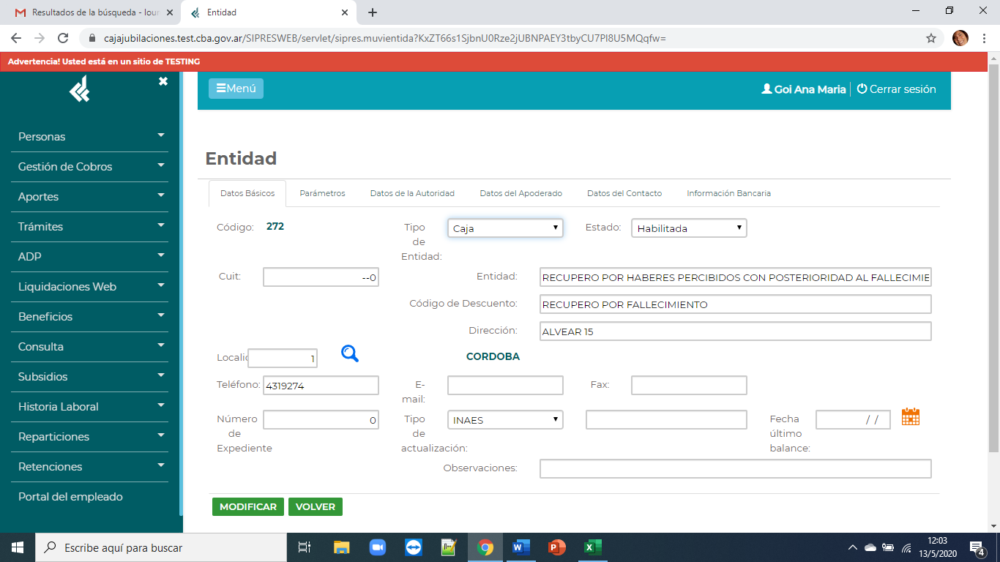 Resultados de la búsqueda - lour
Entidad
cajajubilaciones.test.cba.gov.ar/SIPRESWEB/servlet/sipres.muvientida?KxZT66s1SjbnU0Rze2jUBNPAEY3tbyCU7PI8U5MQgfw=
Advertencia! Usted está en un sitio de TESTING
Menú
Goi Ana Maria
Cerrar sesión
Personas
Gestión de Cobros
Aportes
Trámites
ADP
Liquidaciones Web
Beneficios
Consulta
Subsidios
Historia Laboral
Reparticiones
Retenciones
Portal del empleado
Entidad
Datos Básicos Parámetros Datos de la Autoridad Datos del Apoderado Datos del Contacto Información Bancaria
Código: 272
Tipo
de
Entidad:
Caja
Estado: Habilitada
Cuit: --0
Entidad: RECUPERO POR HABERES PERCIBIDOS CON POSTERIORIDAD AL FALLECIMIE
Código de Descuento: RECUPERO POR FALLECIMIENTO
Dirección: ALVEAR 15
Localic 1 CORDOBA
Teléfono: 4319274
E-
mail:
Fax:
Número
de
Expediente
0
Tipo
de
actualización:
INAES
Fecha
último
balance:
/ /
Observaciones:
MODIFICAR VOLVER
Escribe aquí para buscar
12:03
13/5/2020
4